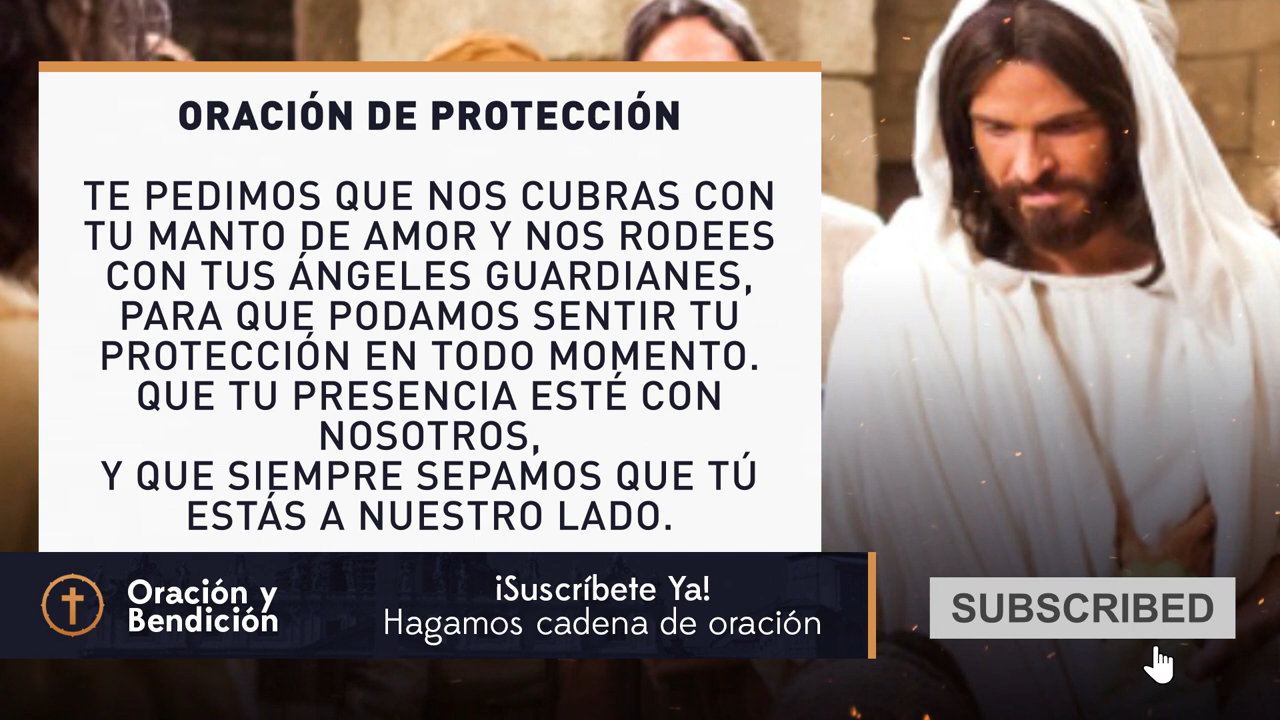 ORACIÓN DE PROTECCIÓN
TE PEDIMOS QUE NOS CUBRAS CON
TU MANTO DE AMOR Y NOS RODEES
CON TUS ÁNGELES GUARDIANES,
PARA QUE PODAMOS SENTIR TU
PROTECCIÓN EN TODO MOMENTO.
QUE TU PRESENCIA ESTÉ CON
NOSOTROS,
Y QUE SIEMPRE SEPAMOS QUE TÚ
ESTÁS A NUESTRO LADO.
Oración y
Bendición
¡Suscríbete Ya!
Hagamos cadena de oración
SUBSCRIBED